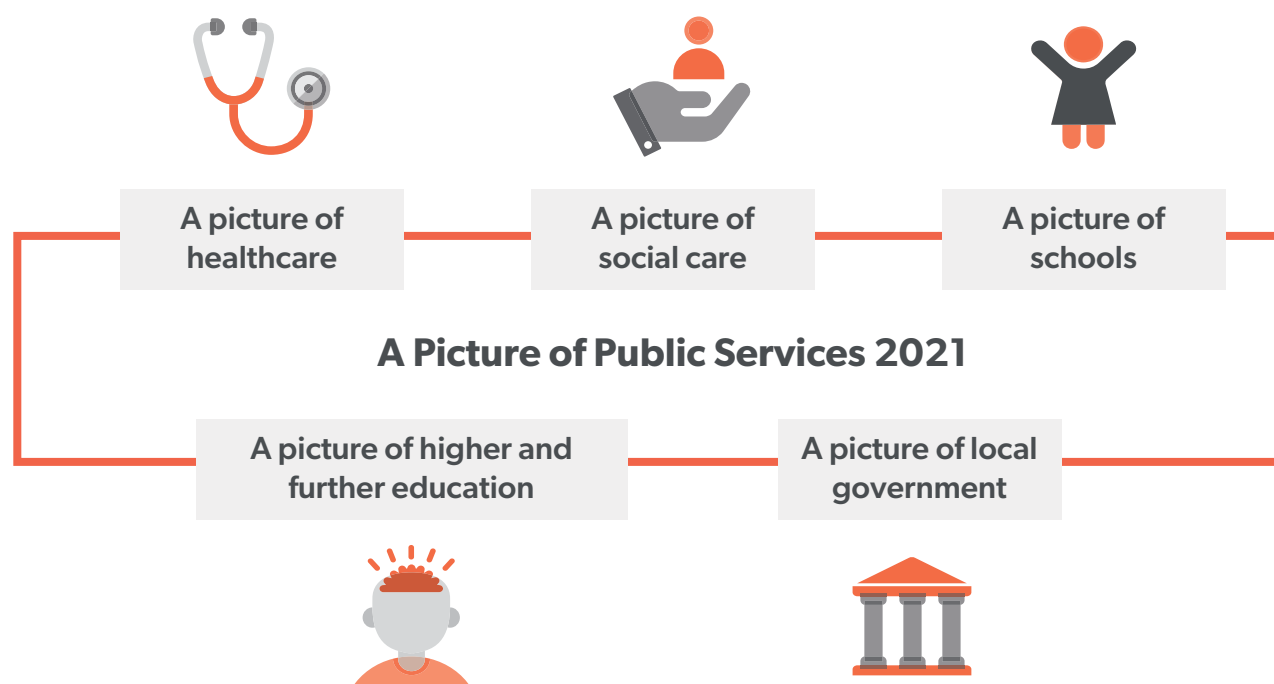 A picture of
healthcare
A picture of
social care
A picture of
schools
A Picture of Public Services 2021
A picture of higher and
further education
A picture of local
government